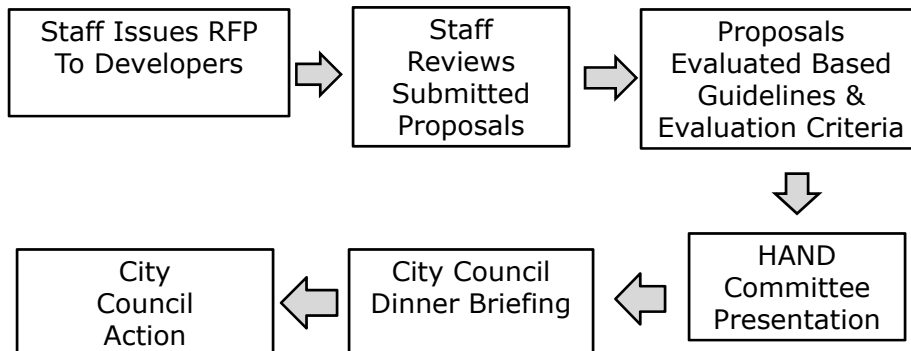 Staff Issues RFP
To Developers
Staff
Reviews
Submitted
Proposals
Proposals
Evaluated Based
Guidelines &
Evaluation Criteria
HAND
Committee
Presentation
City Council
Dinner Briefing
City
Council
Action